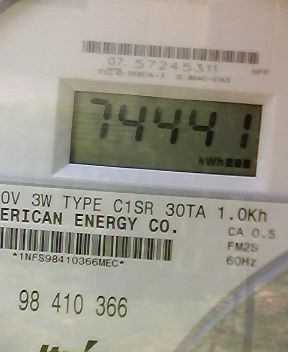 07 57245311
HPP
74441
kWh
0V 3W TYPE C1SR 30TA 1.0Kh
ERICAN ENERGY CO.
CA 0.5
FM2S
60Hz
*1NFS98410366MEC*
98 410 366